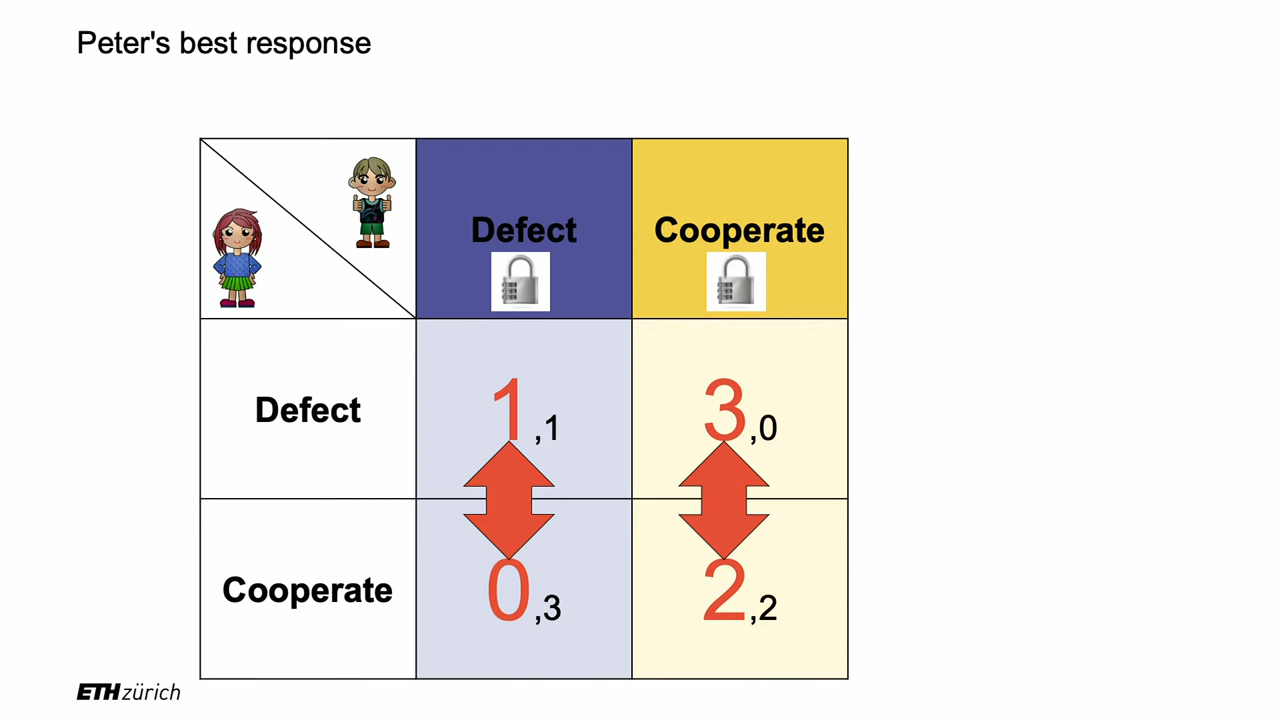 Peter's best response
Defect
Cooperate
Defect
1,1
3,0
Cooperate
0,3
2,2
ETH zürich